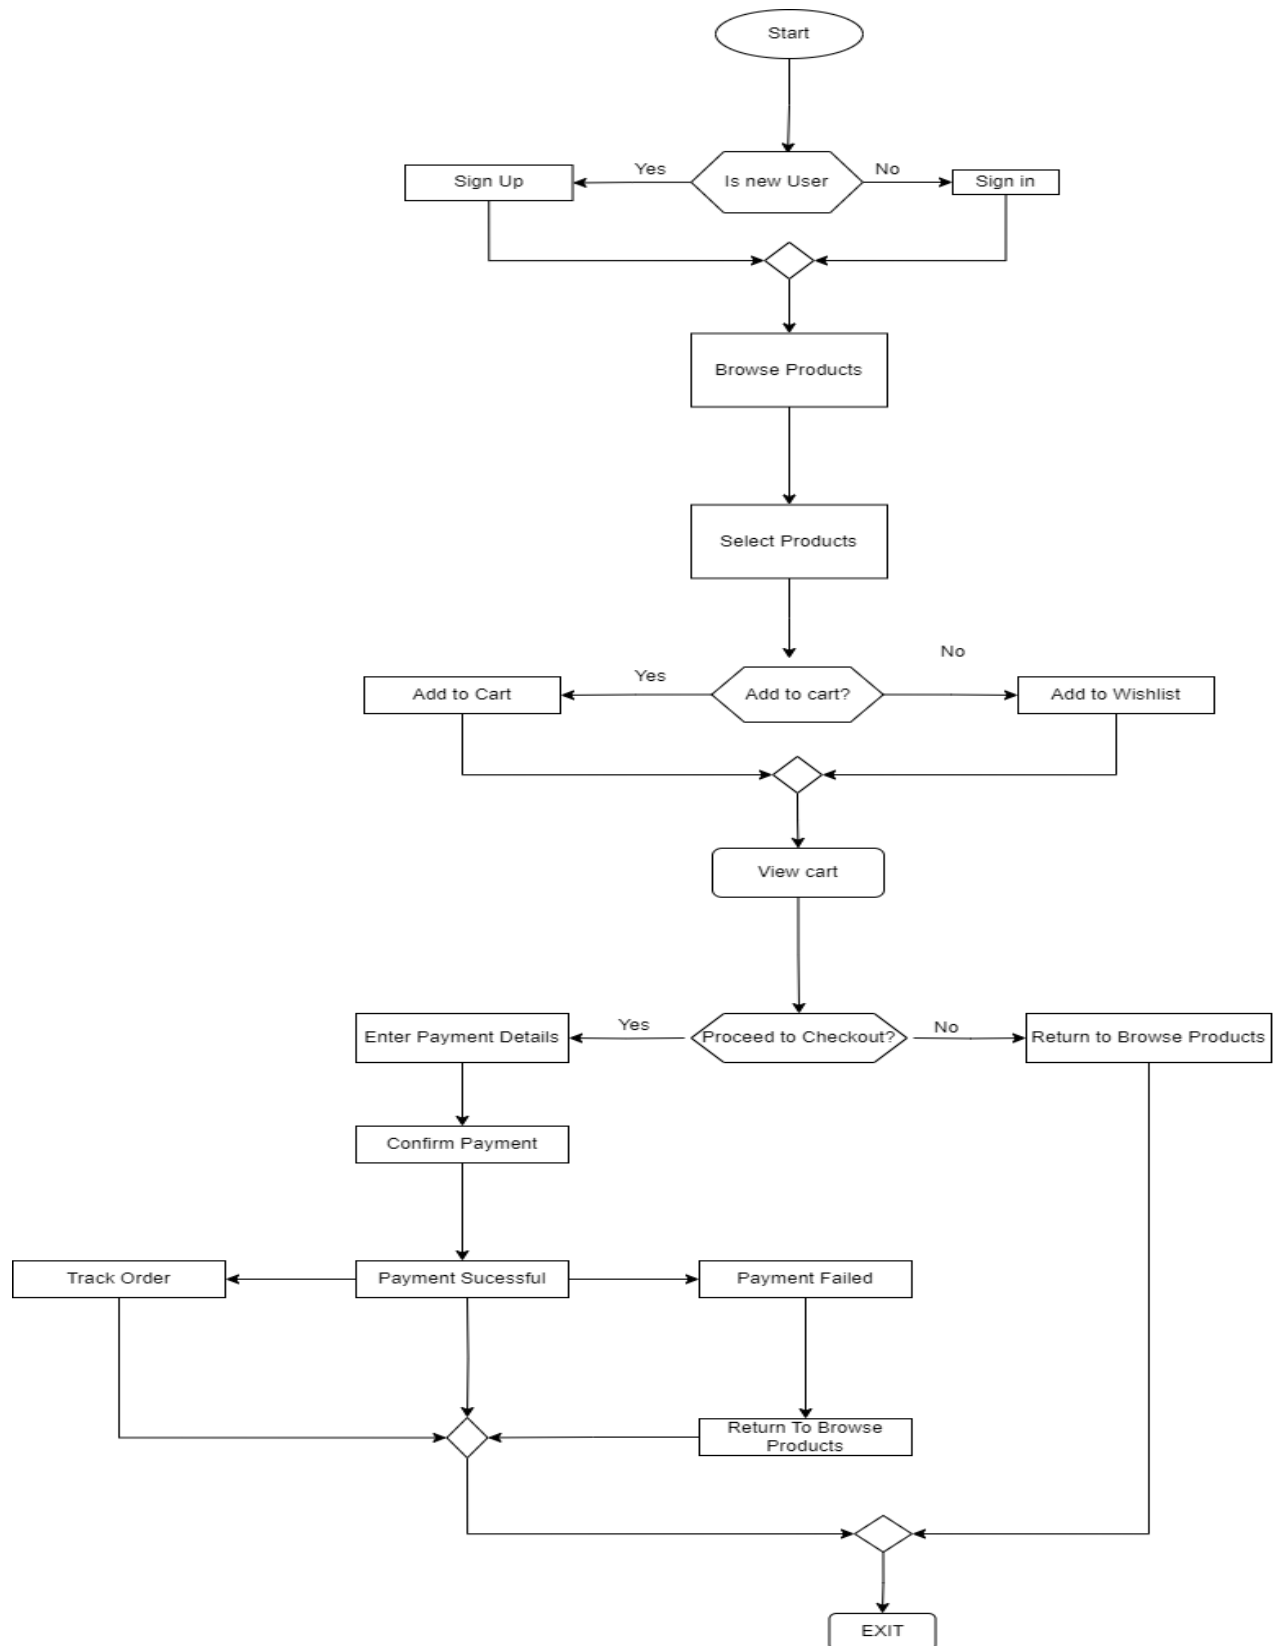 Start
Yes
Is new User
No
Sign Up
Sign in
Browse Products
Select Products
No
Yes
Add to Cart
Add to cart?
Add to Wishlist
View cart
Yes
No
Enter Payment Details
Proceed to Checkout?
Return to Browse Products
Confirm Payment
Track Order
Payment Sucessful
Payment Failed
Return To Browse
Products
EXIT